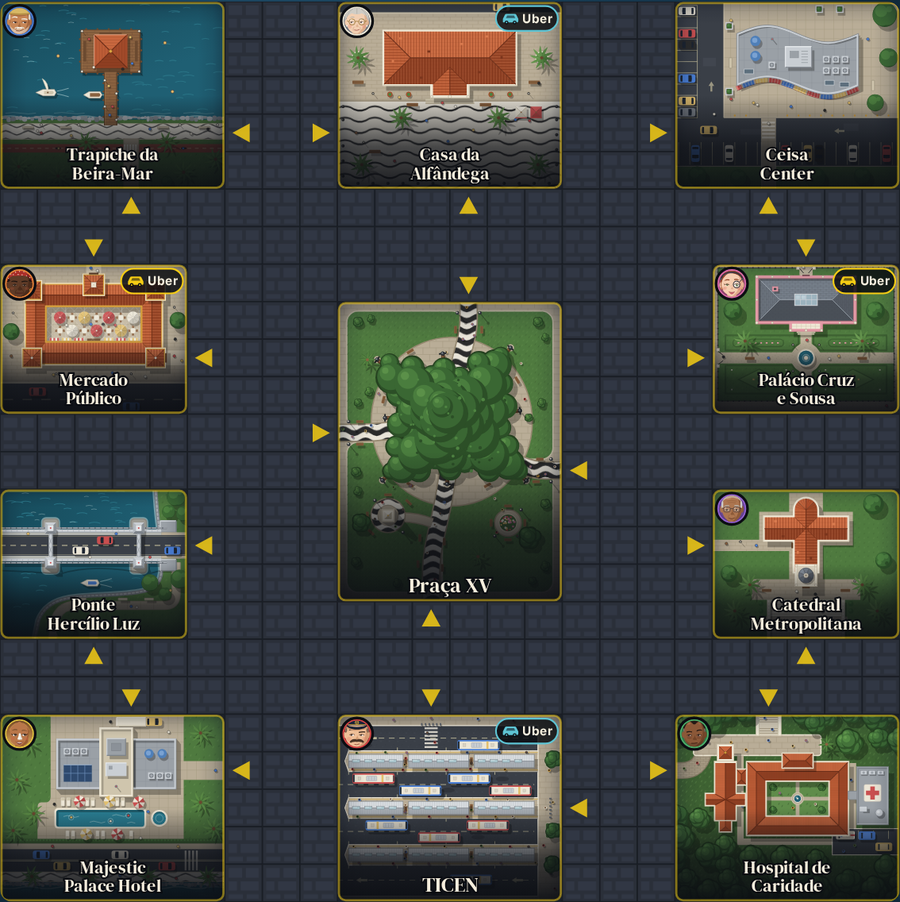 Uber
Trapiche da
Beira-Mar
Casa da
Alfândega
Ceisa
Center
Uber
Uber
Mercado
Público
Palácio Cruz
e Sousa
Praça XV
Ponte
Hercílio Luz
Catedral
Metropolitana
Uber
Majestic
Palace Hotel
TICEN
Hospital de
Caridade